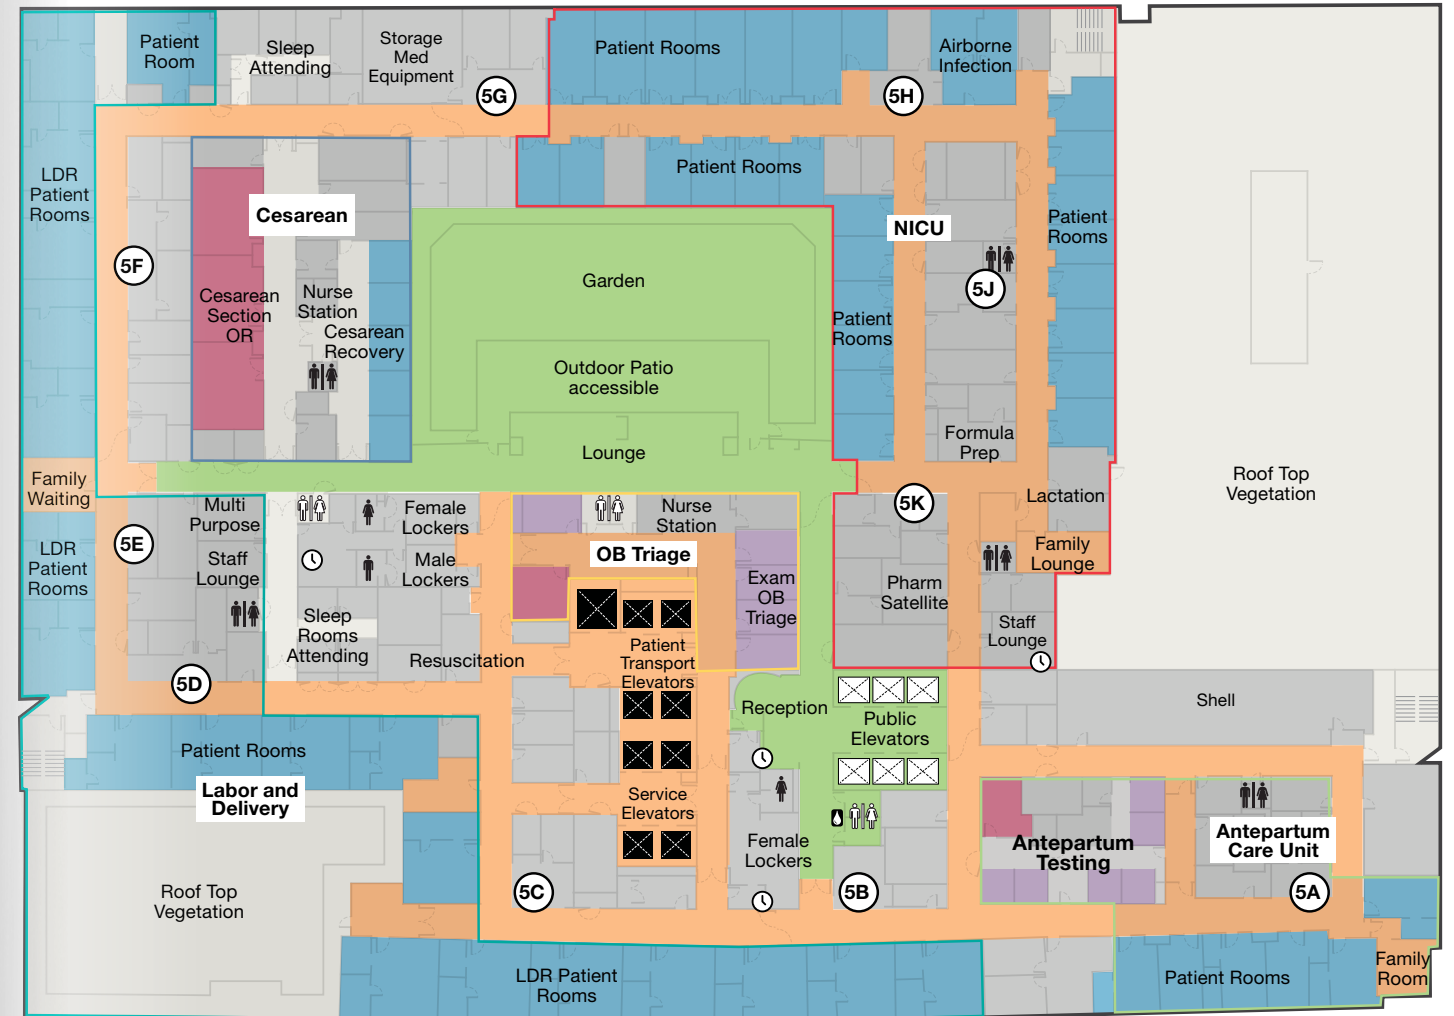 Patient
Room
Sleep
Attending
Storage
Med
Equipment
5G
Patient Rooms
5H
Airborne
Infection
LDR
Patient
Rooms
Cesarean
Patient Rooms
NICU
Patient
Rooms
5F
Cesarean
Section
OR
Nurse
Station
Cesarean
Recovery
Garden
Outdoor Patio
accessible
Lounge
Patient
Rooms
5J
Formula
Prep
Roof Top
Vegetation
Family
Waiting
LDR
Patient
Rooms
5E
Multi
Purpose
Staff
Lounge
5D
Female
Lockers
Male
Lockers
Sleep
Rooms
Attending
Resuscitation
Nurse
Station
OB Triage
Exam
OB
Triage
Patient
Transport
Elevators
5K
Lactation
Family
Lounge
Pharm
Satellite
Staff
Lounge
Reception
Public
Elevators
Shell
Patient Rooms
Labor and
Delivery
Roof Top
Vegetation
Service
Elevators
5C
Female
Lockers
5B
Antepartum
Testing
Antepartum
Care Unit
5A
LDR Patient
Rooms
Patient Rooms
Family
Room